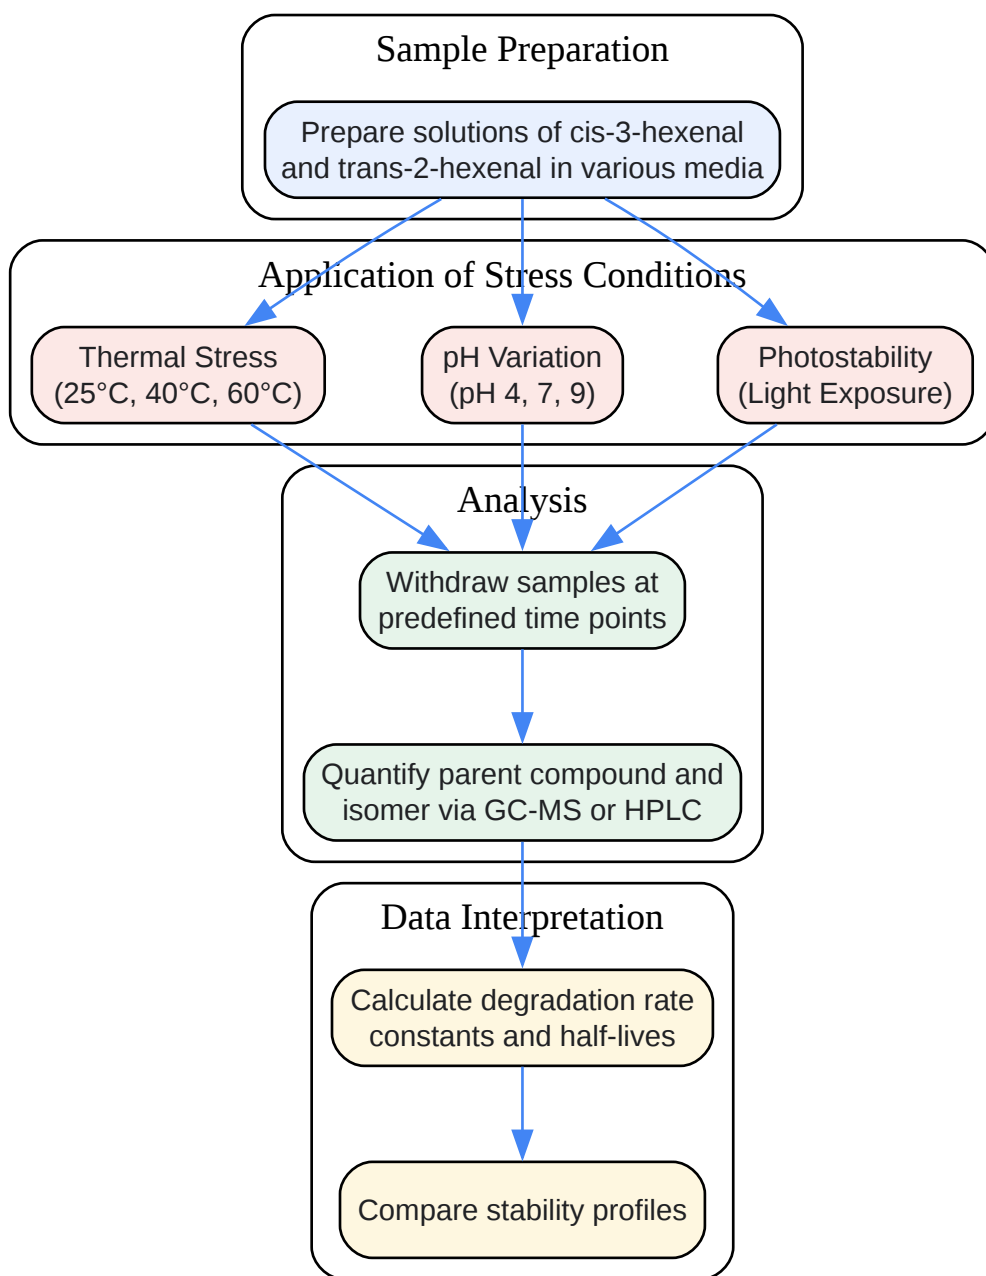 Sample Preparation
Prepare solutions of cis-3-hexenal
and trans-2-hexenal in various media
Application of Stress Conditions
Thermal Stress
(25°C, 40°C, 60°C)
pH Variation
(pH 4, 7, 9)
Photostability
(Light Exposure)
Analysis
Withdraw samples at
predefined time points
Quantify parent compound and
isomer via GC-MS or HPLC
Data Interpretation
Calculate degradation rate
constants and half-lives
Compare stability profiles